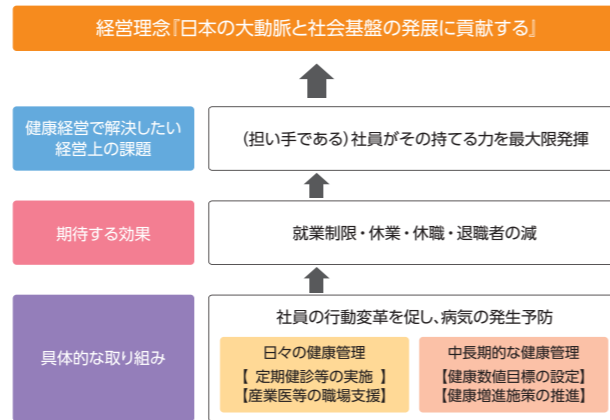 経営理念『日本の大動脈と社会基盤の発展に貢献する』
健康経営で解決したい
経営上の課題
(担い手である)社員がその持てる力を最大限発揮
期待する効果
就業制限・休業・休職・退職者の減
具体的な取り組み
社員の行動変革を促し、病気の発生予防
日々の健康管理
【 定期健診等の実施 】
【産業医等の職場支援】
中長期的な健康管理
【健康数値目標の設定】
【健康増進施策の推進】